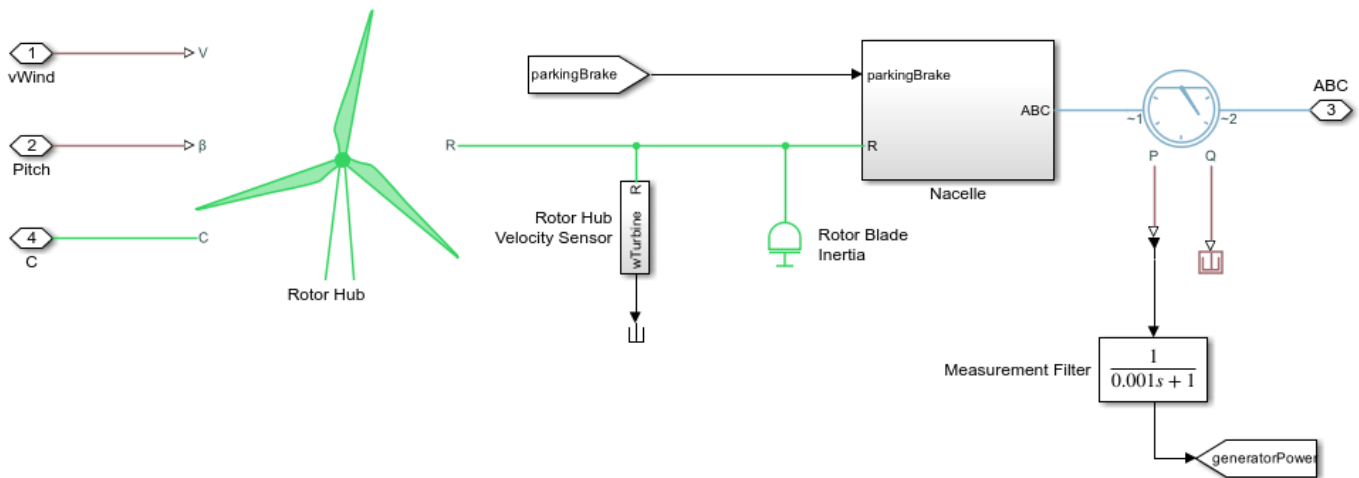 1
vWind
V
2
Pitch
β
4
C
C
Rotor Hub
R
parkingBrake
parkingBrake
R
ABC
Nacelle
R
wTurbine
Rotor Hub
Velocity Sensor
Rotor Blade
Inertia
~1
~2
P
Q
ABC
3
Measurement Filter
1
0.001s + 1
generatorPower